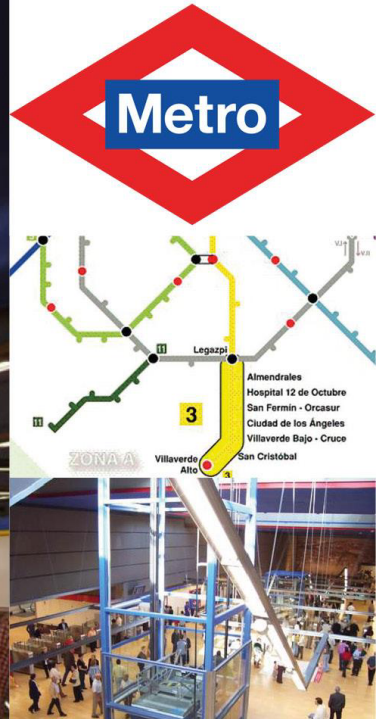 Metro
11
Legazpi
11
Almendrales
Hospital 12 de Octubre
San Fermín - Orcasur
Ciudad de los Ángeles
Villaverde Bajo - Cruce
San Cristóbal
3
Villaverde
Alto
3
ZONA A